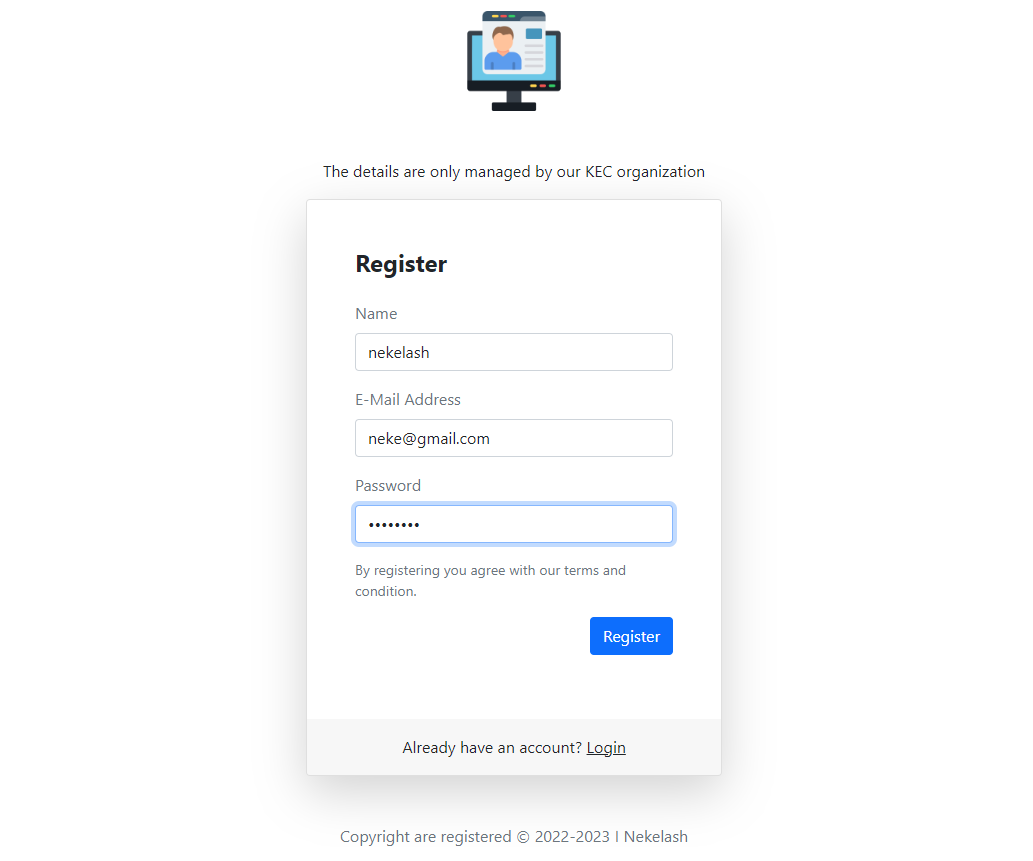 The details are only managed by our KEC organization
Register
Name
nekelash
E-Mail Address
neke@gmail.com
Password
••••••••
By registering you agree with our terms and
condition.
Register
Already have an account? Login
Copyright are registered © 2022-2023 I Nekelash